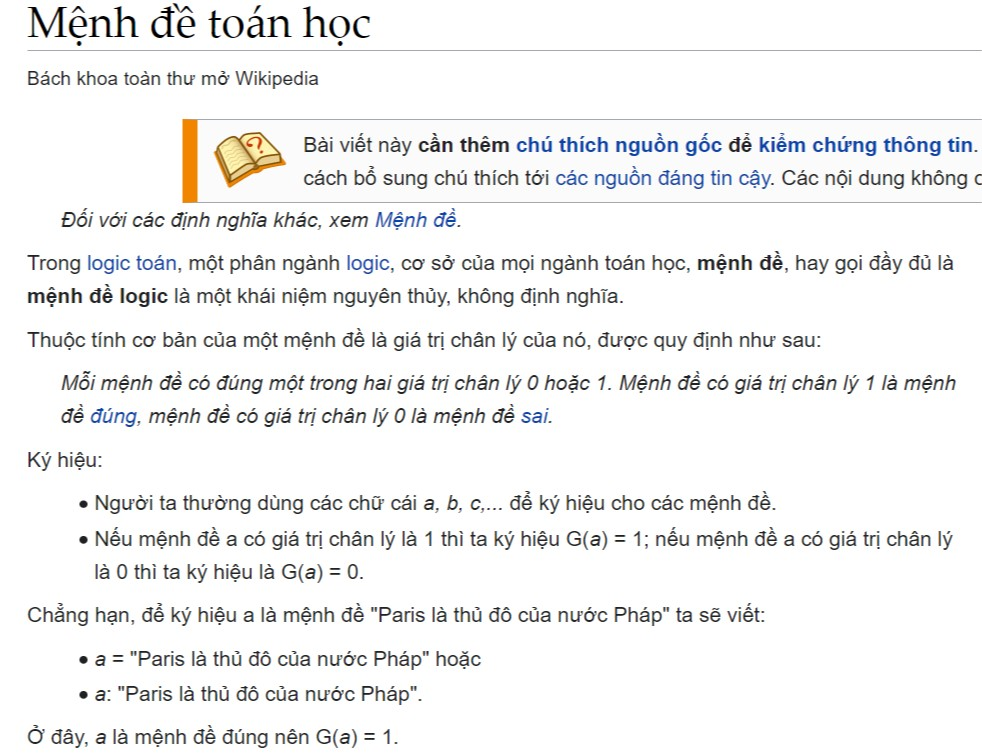 Mệnh đề toán học
Bách khoa toàn thư mở Wikipedia
Bài viết này cần thêm chú thích nguồn gốc để kiểm chứng thông tin.
cách bổ sung chú thích tới các nguồn đáng tin cậy. Các nội dung không
Đối với các định nghĩa khác, xem Mệnh đề.
Trong logic toán, một phân ngành logic, cơ sở của mọi ngành toán học, mệnh đề, hay gọi đầy đủ là
mệnh đề logic là một khái niệm nguyên thủy, không định nghĩa.
Thuộc tính cơ bản của một mệnh đề là giá trị chân lý của nó, được quy định như sau:
Mỗi mệnh đề có đúng một trong hai giá trị chân lý 0 hoặc 1. Mệnh đề có giá trị chân lý 1 là mệnh
đề đúng, mệnh đề có giá trị chân lý 0 là mệnh đề sai.
Ký hiệu:
• Người ta thường dùng các chữ cái a, b, c,... để ký hiệu cho các mệnh đề.
• Nếu mệnh đề a có giá trị chân lý là 1 thì ta ký hiệu G(a) = 1; nếu mệnh đề a có giá trị chân lý
là 0 thì ta ký hiệu là G(a) = 0.
Chẳng hạn, để ký hiệu a là mệnh đề "Paris là thủ đô của nước Pháp" ta sẽ viết:
• a = "Paris là thủ đô của nước Pháp" hoặc
• a: "Paris là thủ đô của nước Pháp".
Ở đây, a là mệnh đề đúng nên G(a) = 1.